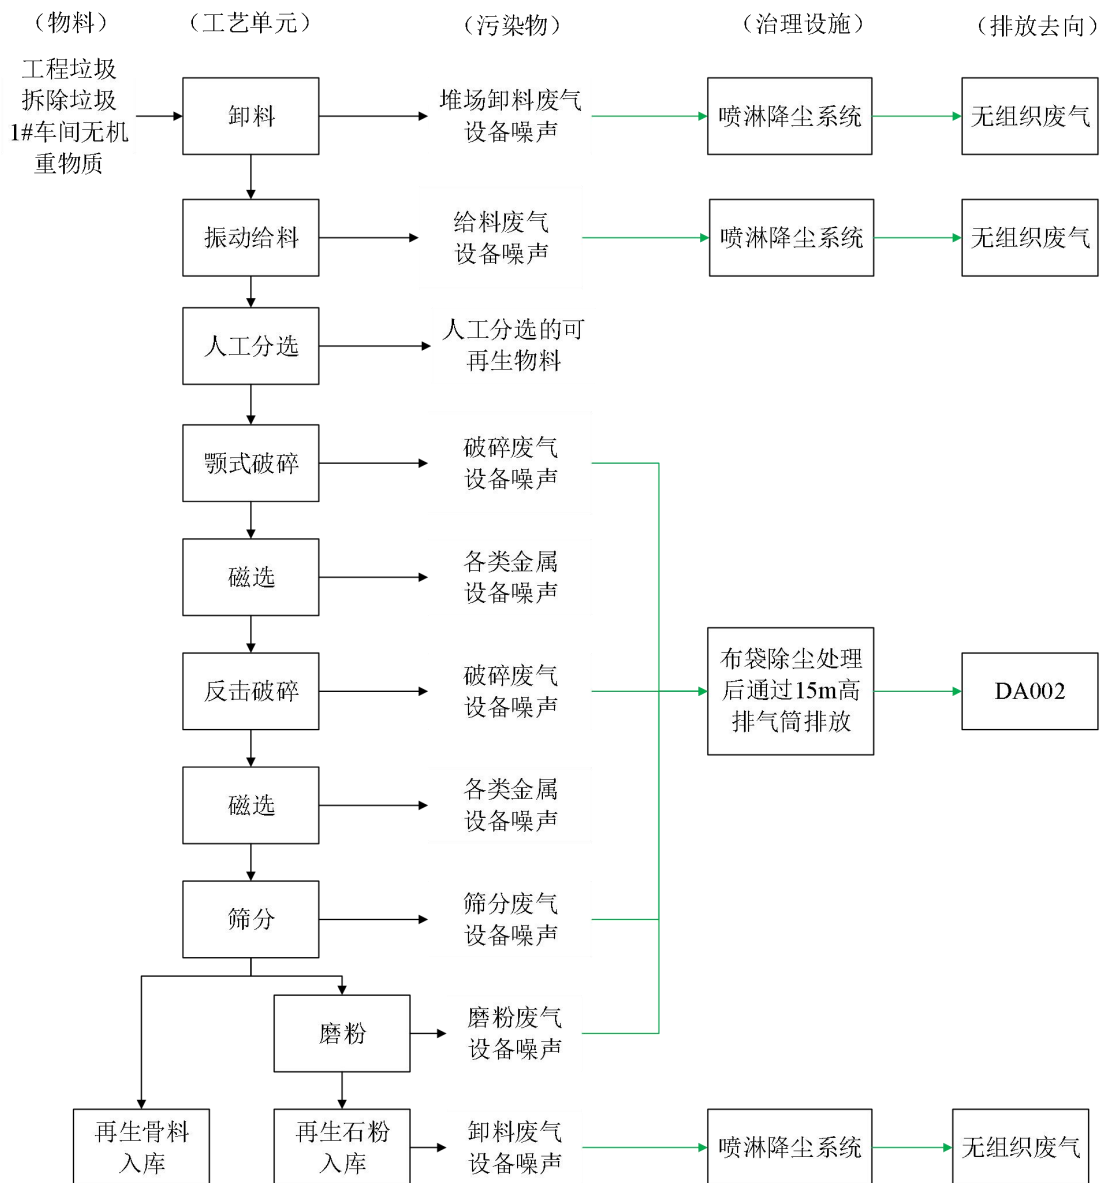 （物料）
（工艺单元）
（污染物）
（治理设施）
（排放去向）
工程垃圾
拆除垃圾
1#车间无机
重物质
卸料
堆场卸料废气
设备噪声
喷淋降尘系统
无组织废气
振动给料
给料废气
设备噪声
喷淋降尘系统
无组织废气
人工分选
人工分选的可
再生物料
颚式破碎
破碎废气
设备噪声
磁选
各类金属
设备噪声
反击破碎
破碎废气
设备噪声
布袋除尘处理
后通过15m高
排气筒排放
DA002
磁选
各类金属
设备噪声
筛分
筛分废气
设备噪声
磨粉
磨粉废气
设备噪声
再生骨料
入库
再生石粉
入库
卸料废气
设备噪声
喷淋降尘系统
无组织废气